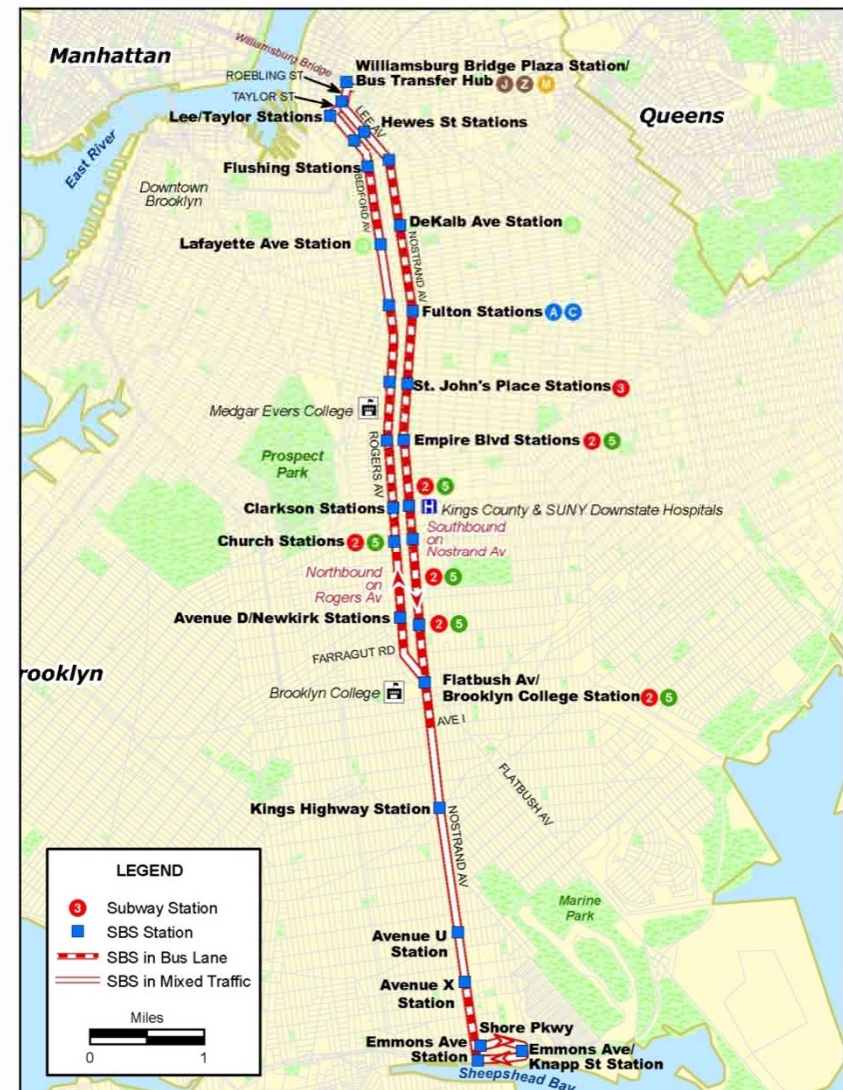 Manhattan
Williamsburg Bridge
ROEBLING ST
TAYLOR ST
Lee/Taylor Stations
Williamsburg Bridge Plaza Station/
Bus Transfer Hub J Z M
LEE AV
Hewes St Stations
Queens
East River
Downtown
Brooklyn
Flushing Stations
BEDFORD AV
DeKalb Ave Station
Lafayette Ave Station
NOSTRAND AV
Fulton Stations A C
St. John's Place Stations 3
Medgar Evers College
Empire Blvd Stations 2 5
ROGERS AV
Prospect
Park
2 5
Clarkson Stations
H Kings County & SUNY Downstate Hospitals
Church Stations 2 5
Southbound
on
Nostrand Av
Northbound
on
Rogers Av
2 5
Avenue D/Newkirk Stations
2 5
FARRAGUT RD
rooklyn
Brooklyn College
Flatbush Av/
Brooklyn College Station 2 5
AVE I
FLATBUSH AV
Kings Highway Station
NOSTRAND AV
LEGEND
3 Subway Station
SBS Station
SBS in Bus Lane
SBS in Mixed Traffic
Miles
0 1
Marine
Park
Avenue U
Station
Avenue X
Station
Shore Pkwy
Emmons Ave
Station
Emmons Ave/
Knapp St Station
Sheepshead Bay